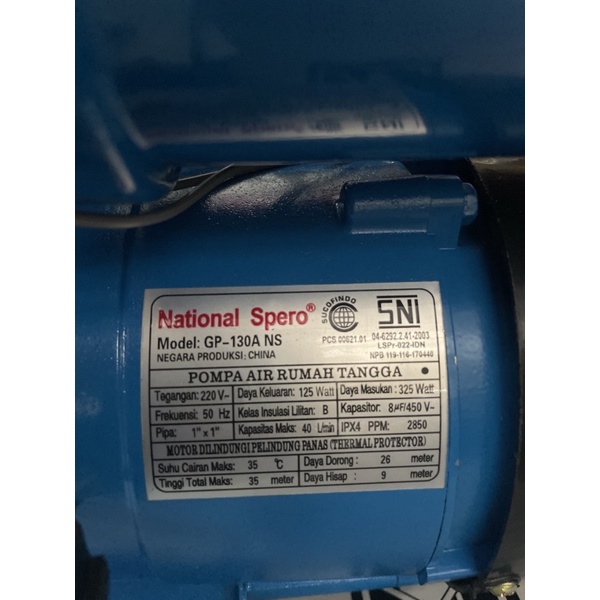 National Spero®
Model: GP-130A NS
NEGARA PRODUKSI: CHINA
SUCOFINDO
PCS 00621.01
SNI
04-6292.2.41-2003
LSPr-022-IDN
NPB 119-116-170440
POMPA AIR RUMAH TANGGA
Tegangan: 220 V~ Daya Keluaran: 125 Watt Daya Masukan: 325 Watt
Frekuensi: 50 Hz Kelas Insulasi Lilitan: B Kapasitor: 8µF/450 V~
Pipa: 1"x1" Kapasitas Maks: 40 L/min IPX4 PPM: 2850
MOTOR DILINDUNGI PELINDUNG PANAS (THERMAL PROTECTOR)
Suhu Cairan Maks: 35 °C Daya Dorong: 26 meter
Tinggi Total Maks: 35 meter Daya Hisap: 9 meter